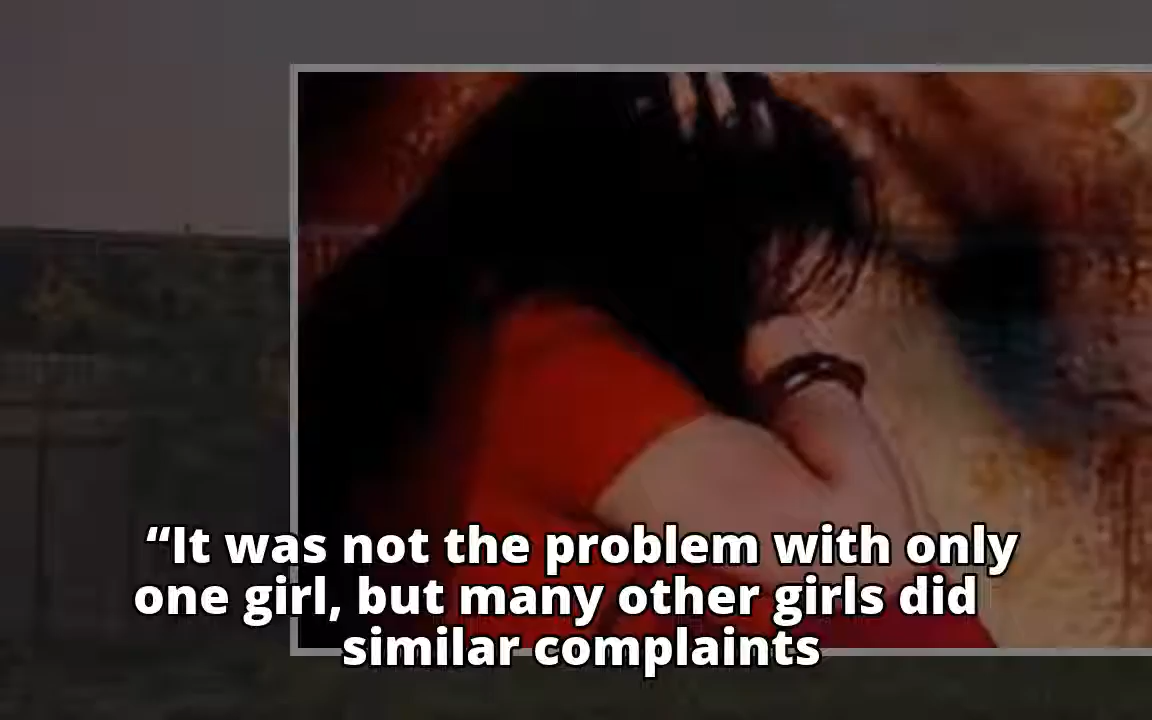 “It was not the problem with only
one girl, but many other girls did
similar complaints